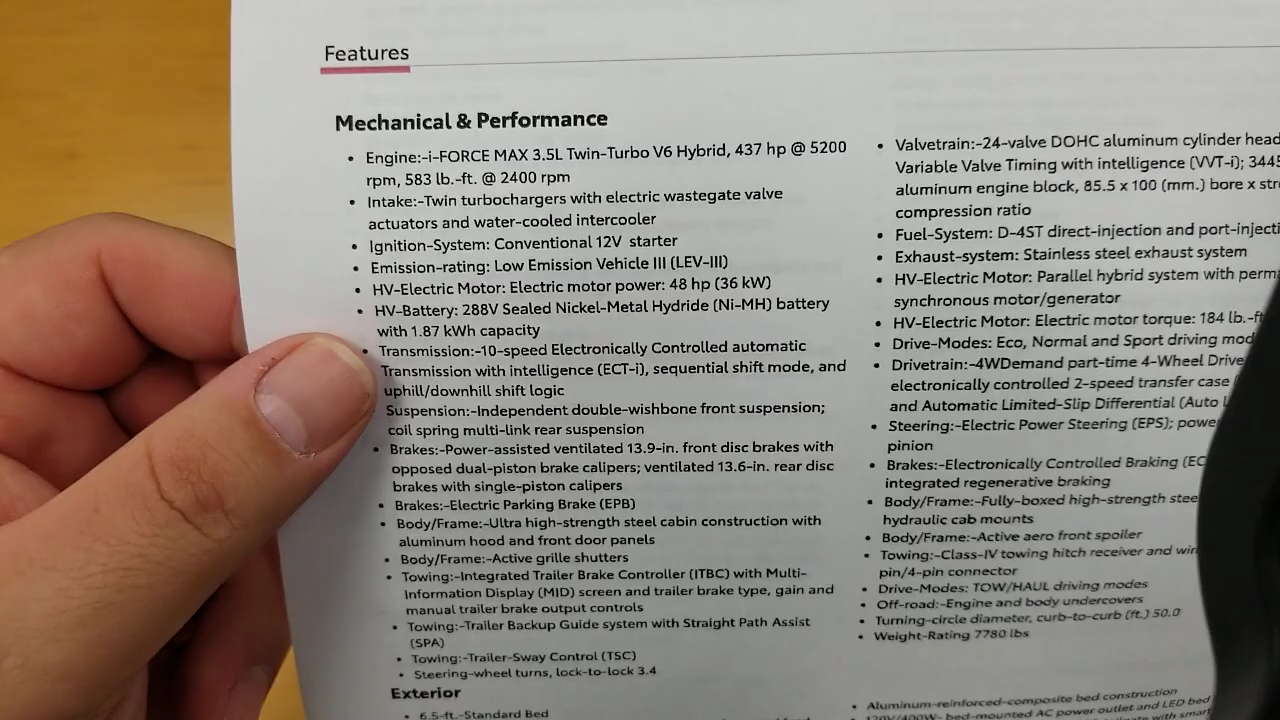 Features
Mechanical & Performance
• Engine:-i-FORCE MAX 3.5L Twin-Turbo V6 Hybrid, 437 hp @ 5200
rpm, 583 lb.-ft. @ 2400 rpm
• Intake:-Twin turbochargers with electric wastegate valve
actuators and water-cooled intercooler
• Ignition-System: Conventional 12V starter
• Emission-rating: Low Emission Vehicle III (LEV-III)
• HV-Electric Motor: Electric motor power: 48 hp (36 kW)
• HV-Battery: 288V Sealed Nickel-Metal Hydride (Ni-MH) battery
with 1.87 kWh capacity
• Transmission:-10-speed Electronically Controlled automatic
Transmission with intelligence (ECT-i), sequential shift mode, and
uphill/downhill shift logic
Suspension:-Independent double-wishbone front suspension;
coil spring multi-link rear suspension
• Brakes:-Power-assisted ventilated 13.9-in. front disc brakes with
opposed dual-piston brake calipers; ventilated 13.6-in. rear disc
brakes with single-piston calipers
• Brakes:-Electric Parking Brake (EPB)
• Body/Frame:-Ultra high-strength steel cabin construction with
aluminum hood and front door panels
• Body/Frame:-Active grille shutters
• Towing:-Integrated Trailer Brake Controller (ITBC) with Multi-
Information Display (MID) screen and trailer brake type, gain and
manual trailer brake output controls
• Towing:-Trailer Backup Guide system with Straight Path Assist
(SPA)
• Towing:-Trailer-Sway Control (TSC)
• Steering-wheel turns, lock-to-lock 3.4
Exterior
• 6.5-ft.-Standard Bed
• Valvetrain:-24-valve DOHC aluminum cylinder head
Variable Valve Timing with intelligence (VVT-i); 3445
aluminum engine block, 85.5 x 100 (mm.) bore x
compression ratio
• Fuel-System: D-4ST direct-injection and
• Exhaust-system: Stainless steel exhaust system
• HV-Electric Motor: Parallel hybrid system with
synchronous motor/generator
• HV-Electric Motor: Electric motor torque: 184
• Drive-Modes: Eco, Normal and Sport driving
• Drivetrain:-4WDemand part-time 4-Wheel Drive
electronically controlled 2-speed transfer case
and Automatic Limited-Slip Differential (Auto
• Steering:-Electric Power Steering (EPS);
pinion
• Brakes:-Electronically Controlled Braking
integrated regenerative braking
• Body/Frame:-Fully-boxed high-strength
hydraulic cab mounts
• Body/Frame:-Active aero front spoiler
• Towing:-Class-IV towing hitch receiver and
pin/4-pin connector
• Drive-Modes: TOW/HAUL driving modes
• Off-road:-Engine and body undercovers
• Turning-circle diameter, curb-to-curb (ft.) 50.0
• Weight-Rating 7780 lbs
• Aluminum-reinforced-composite bed construction
• 120V/400W- bed-mounted AC power outlet and LED bed